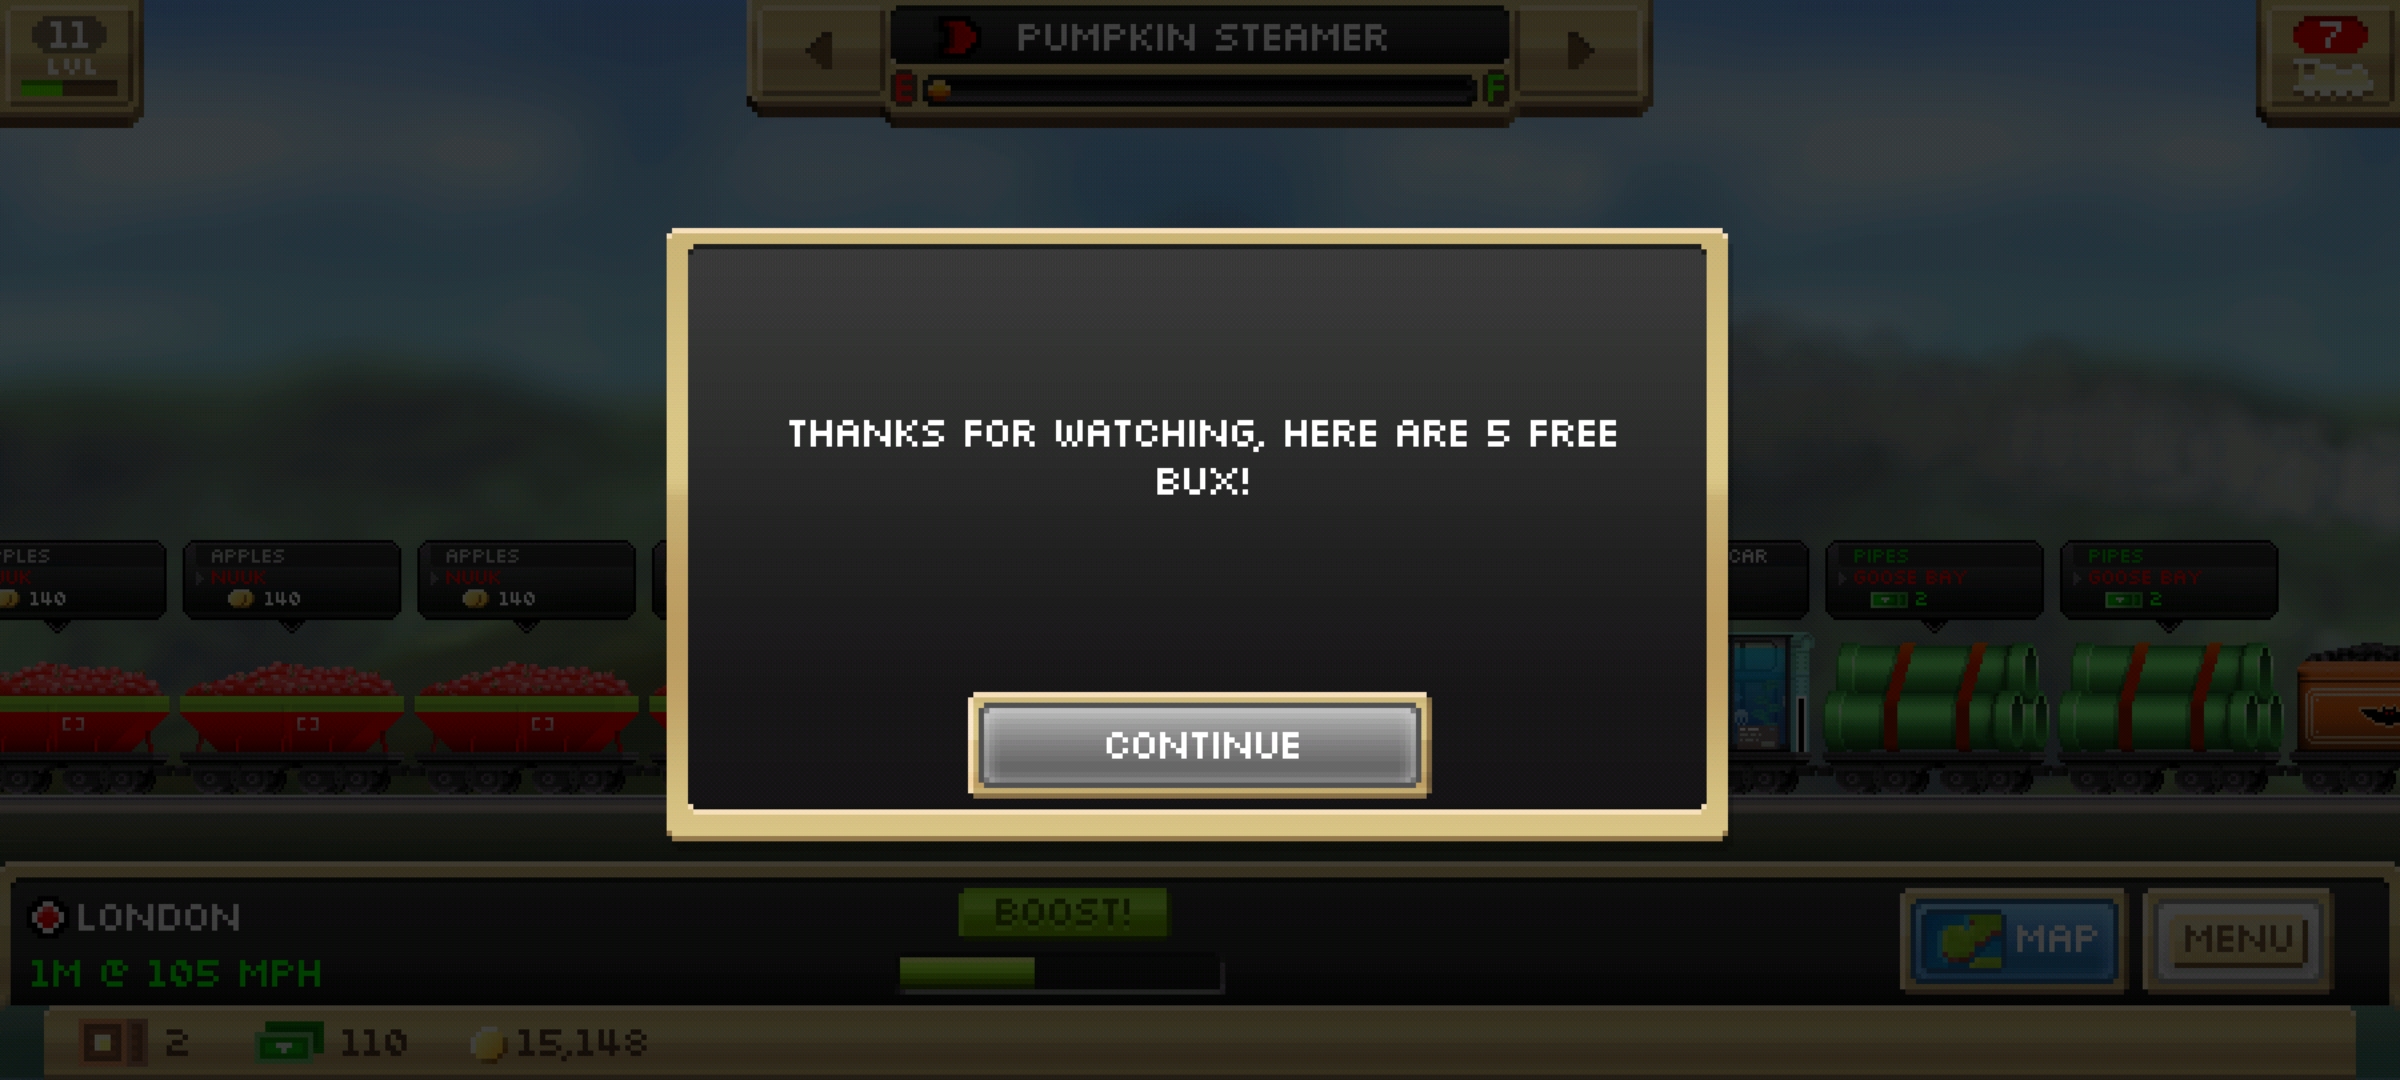 11
LVL
PUMPKIN STEAMER
E
F
7
THANKS FOR WATCHING, HERE ARE 5 FREE
BUX!
CONTINUE
APPLES
NUUK
140
APPLES
NUUK
140
140
CAR
PIPES
GOOSE BAY
2
PIPES
GOOSE BAY
2
LONDON
1M @ 105 MPH
BOOST!
MAP
MENU
2
110
15,148